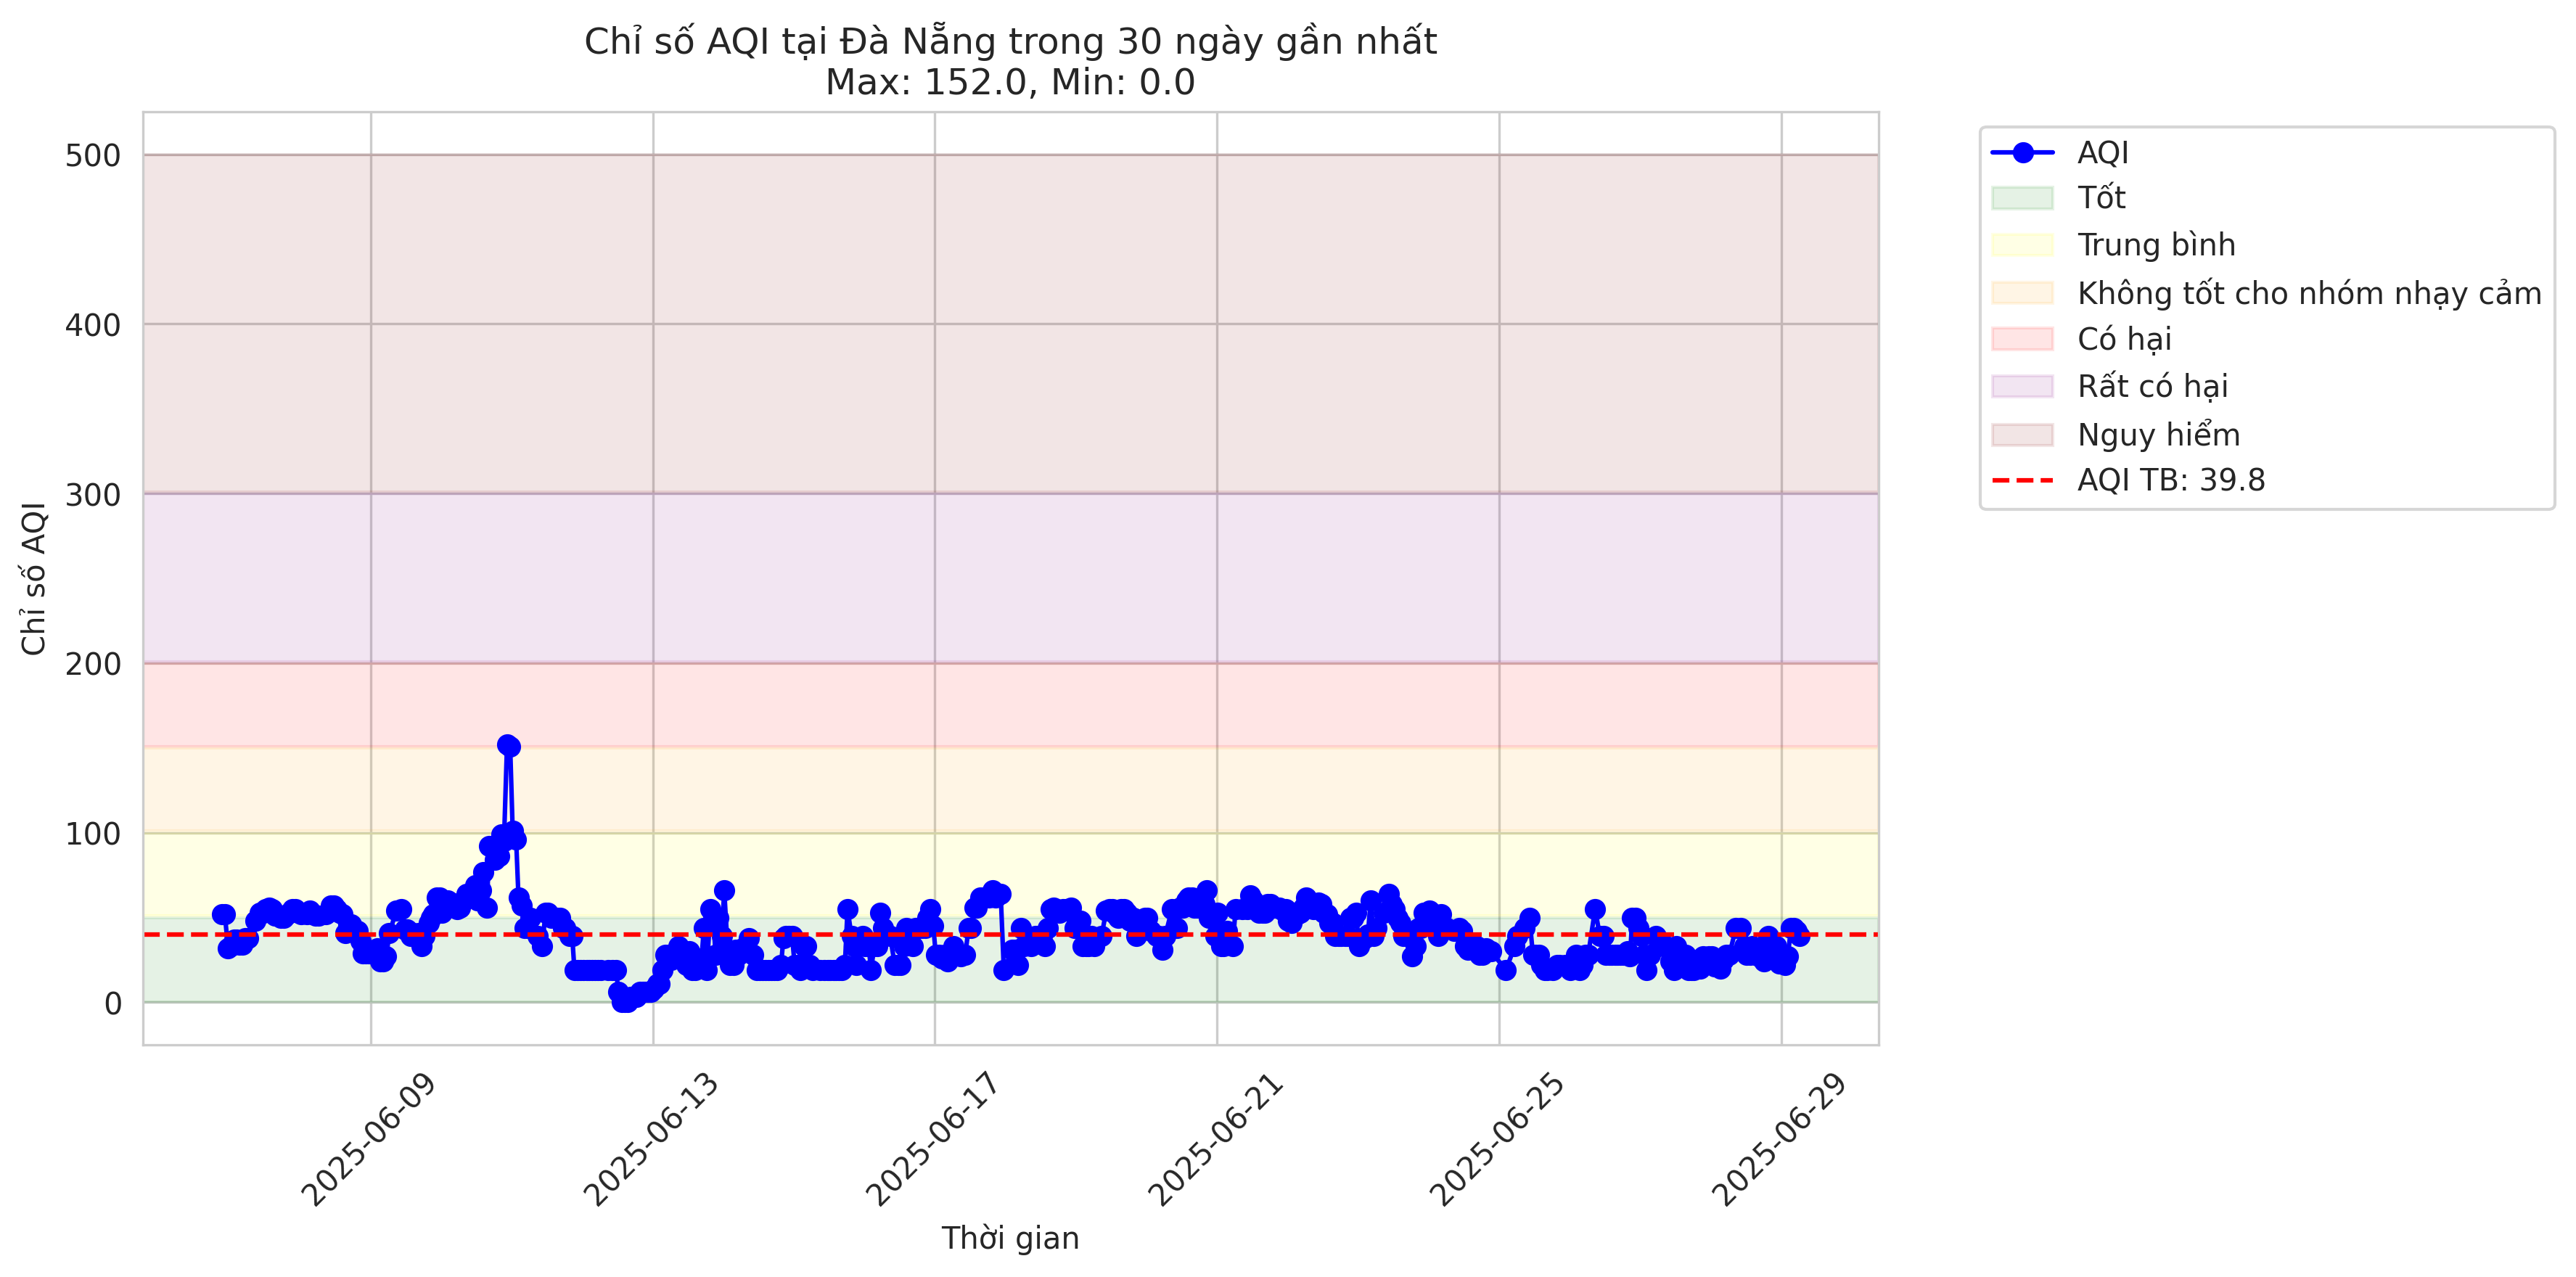 Chỉ số AQI tại Đà Nẵng trong 30 ngày gần nhất
Max: 152.0, Min: 0.0
Chỉ số AQI
500
400
300
200
100
0
2025-06-09
2025-06-13
2025-06-17
2025-06-21
2025-06-25
2025-06-29
Thời gian
AQI
Tốt
Trung bình
Không tốt cho nhóm nhạy cảm
Có hại
Rất có hại
Nguy hiểm
AQI TB: 39.8